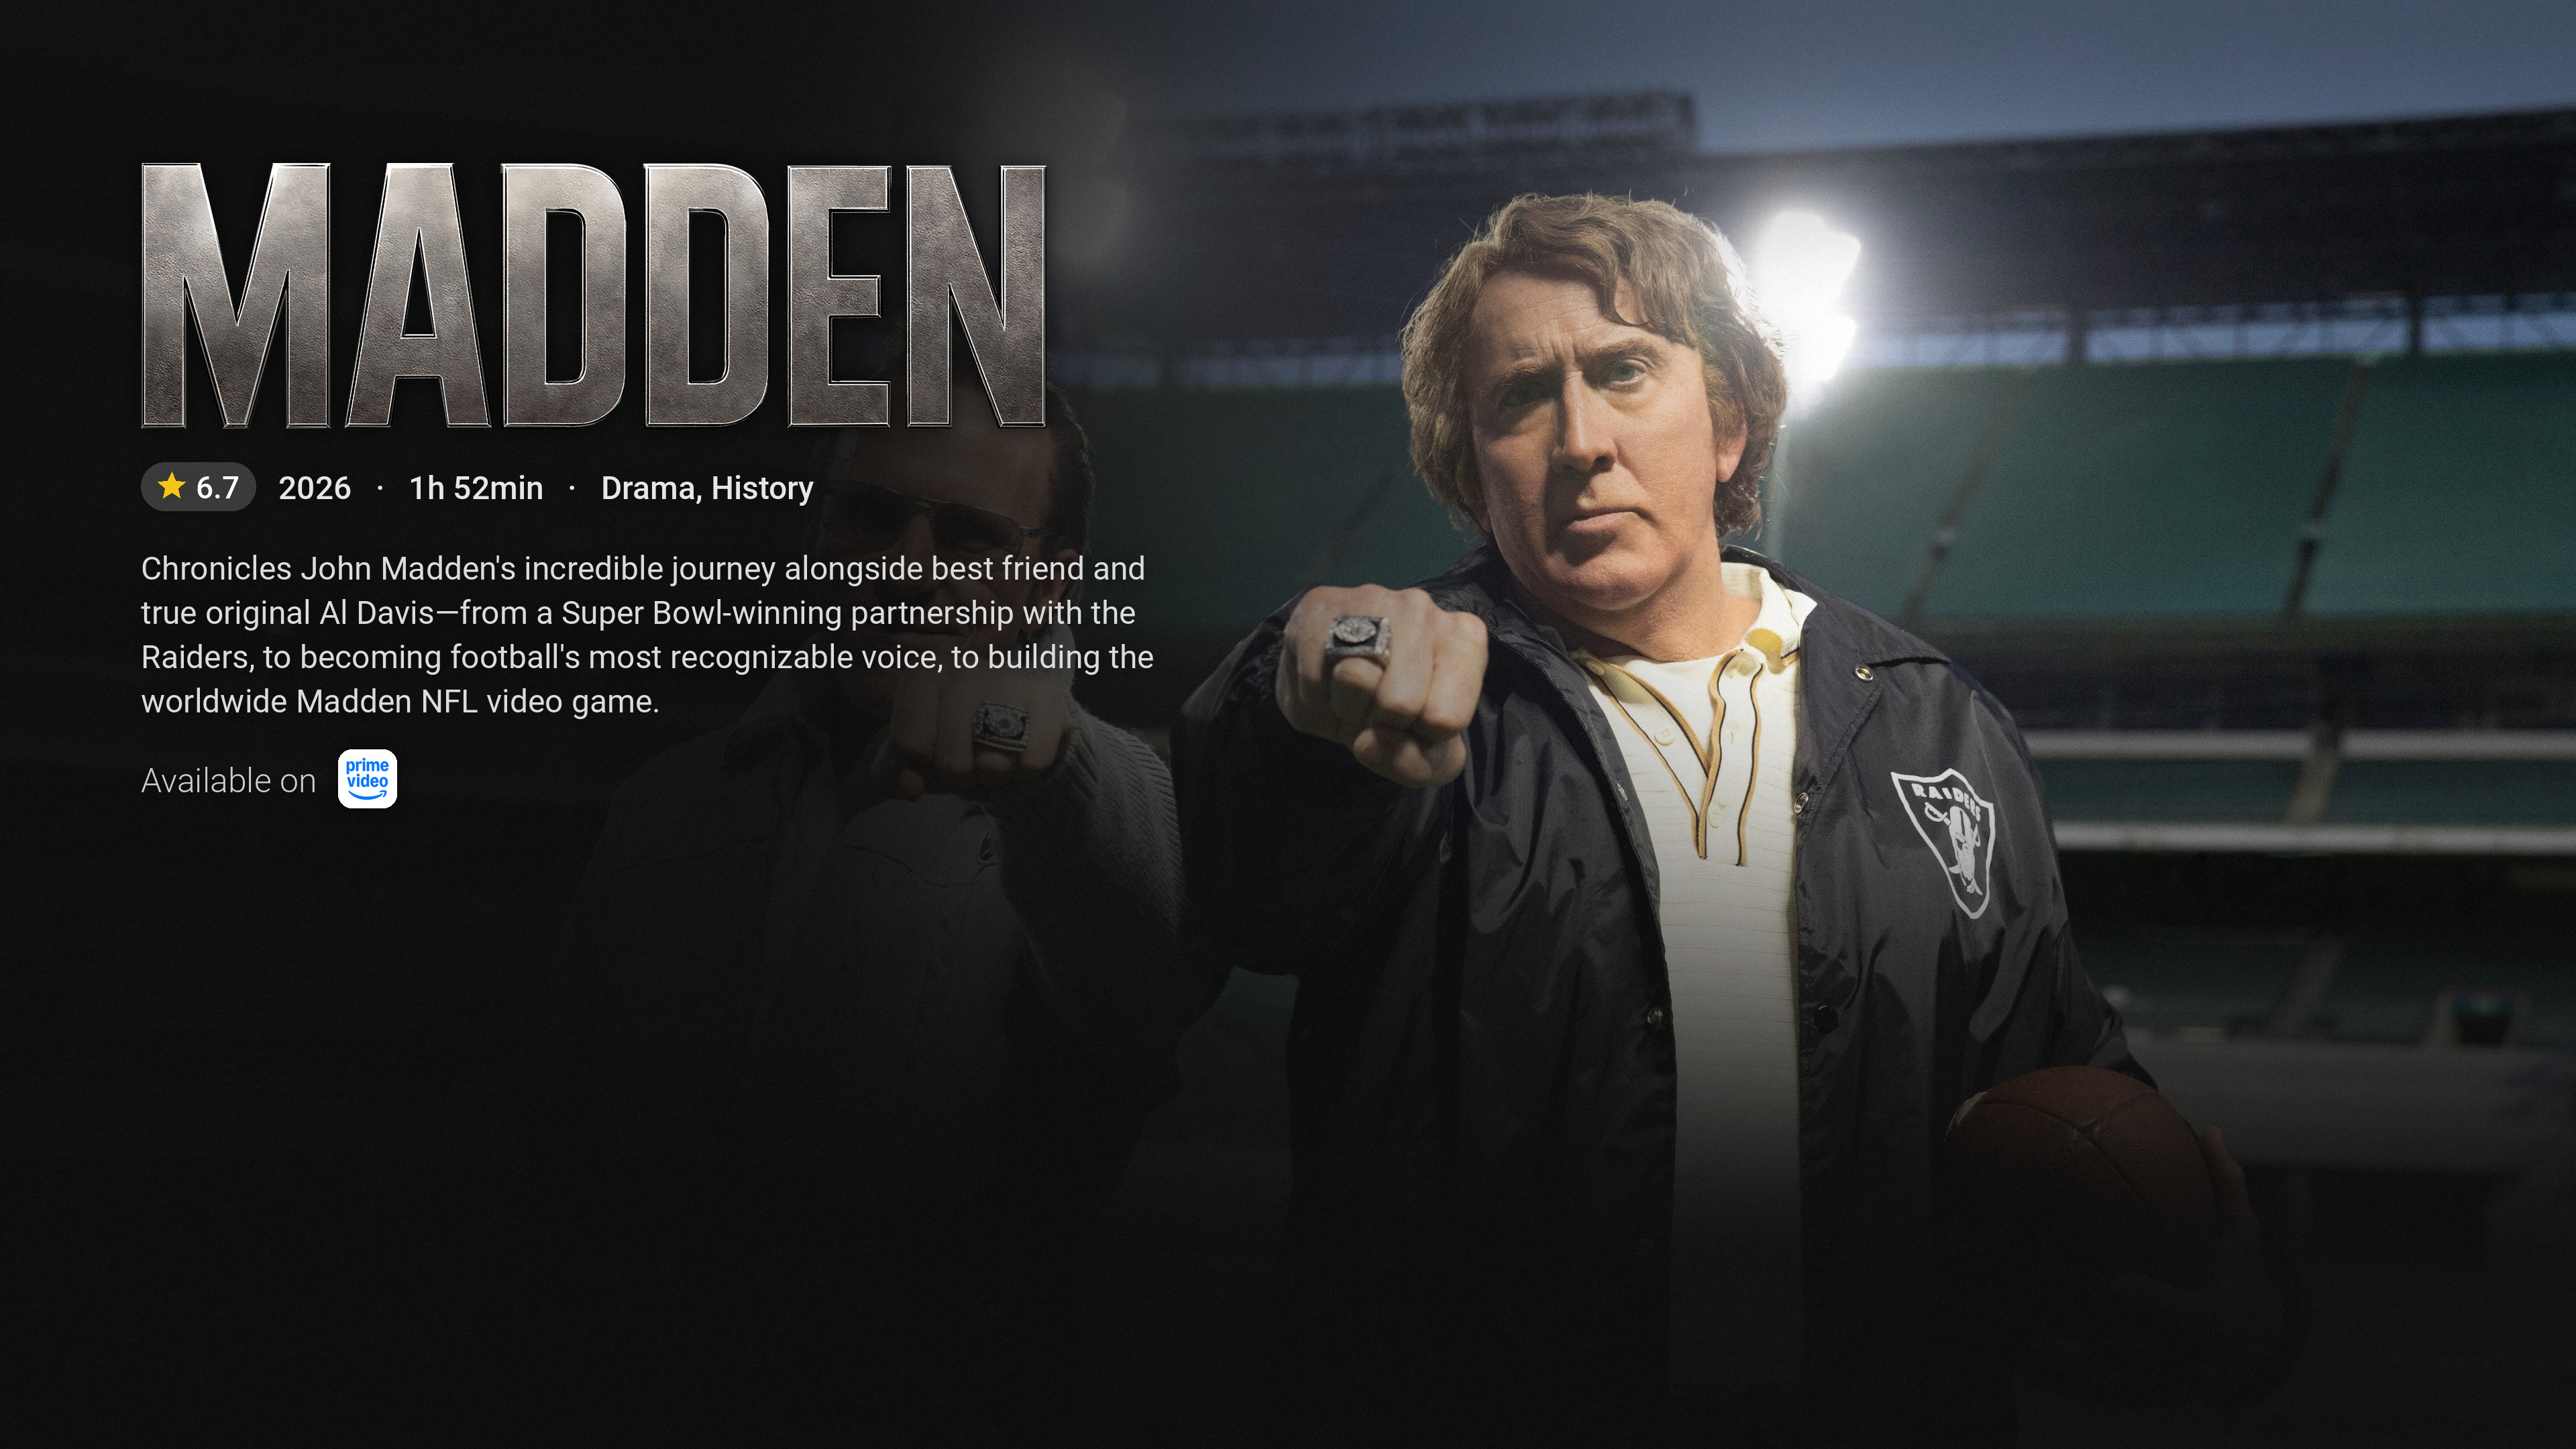 MADDEN
6.7 2026 · 1h 52min · Drama, History
Chronicles John Madden's incredible journey alongside best friend and
true original Al Davis—from a Super Bowl-winning partnership with the
Raiders, to becoming football's most recognizable voice, to building the
worldwide Madden NFL video game.
Available on prime video
RAIDERS